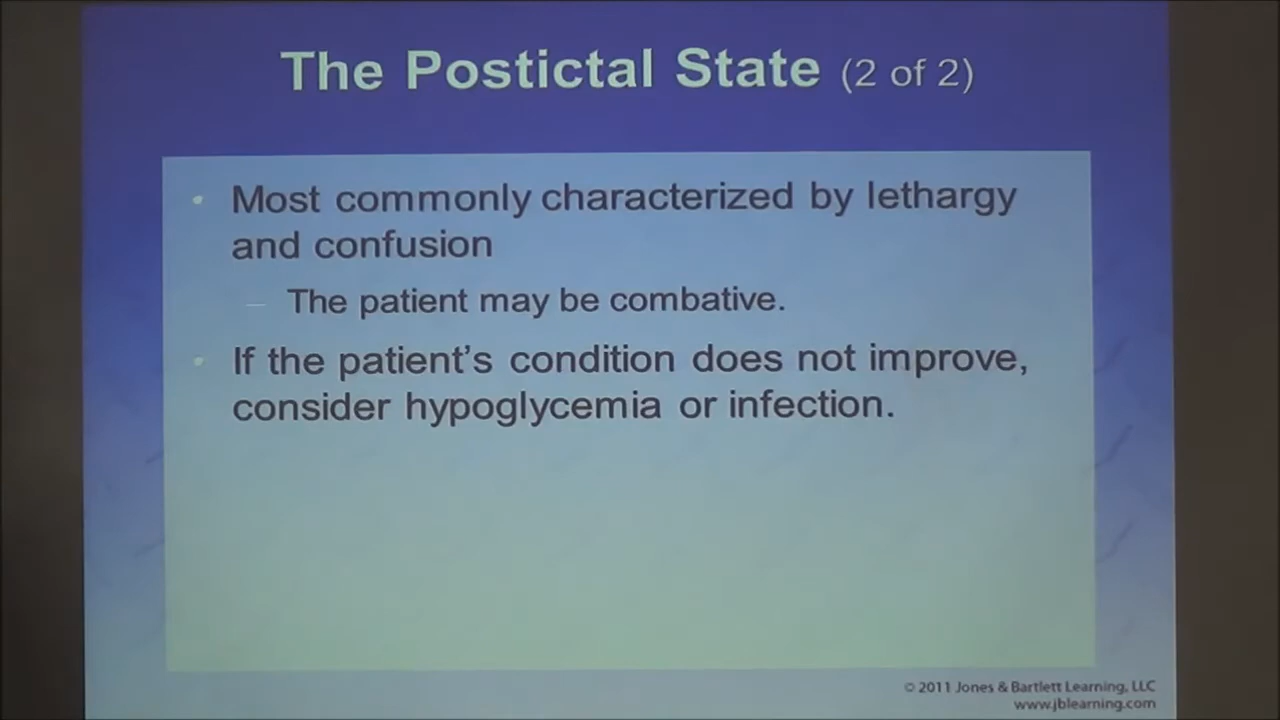 The Postictal State (2 of 2)
• Most commonly characterized by lethargy
and confusion
– The patient may be combative.
• If the patient's condition does not improve,
consider hypoglycemia or infection.
© 2011 Jones & Bartlett Learning, LLC
www.jblearning.com